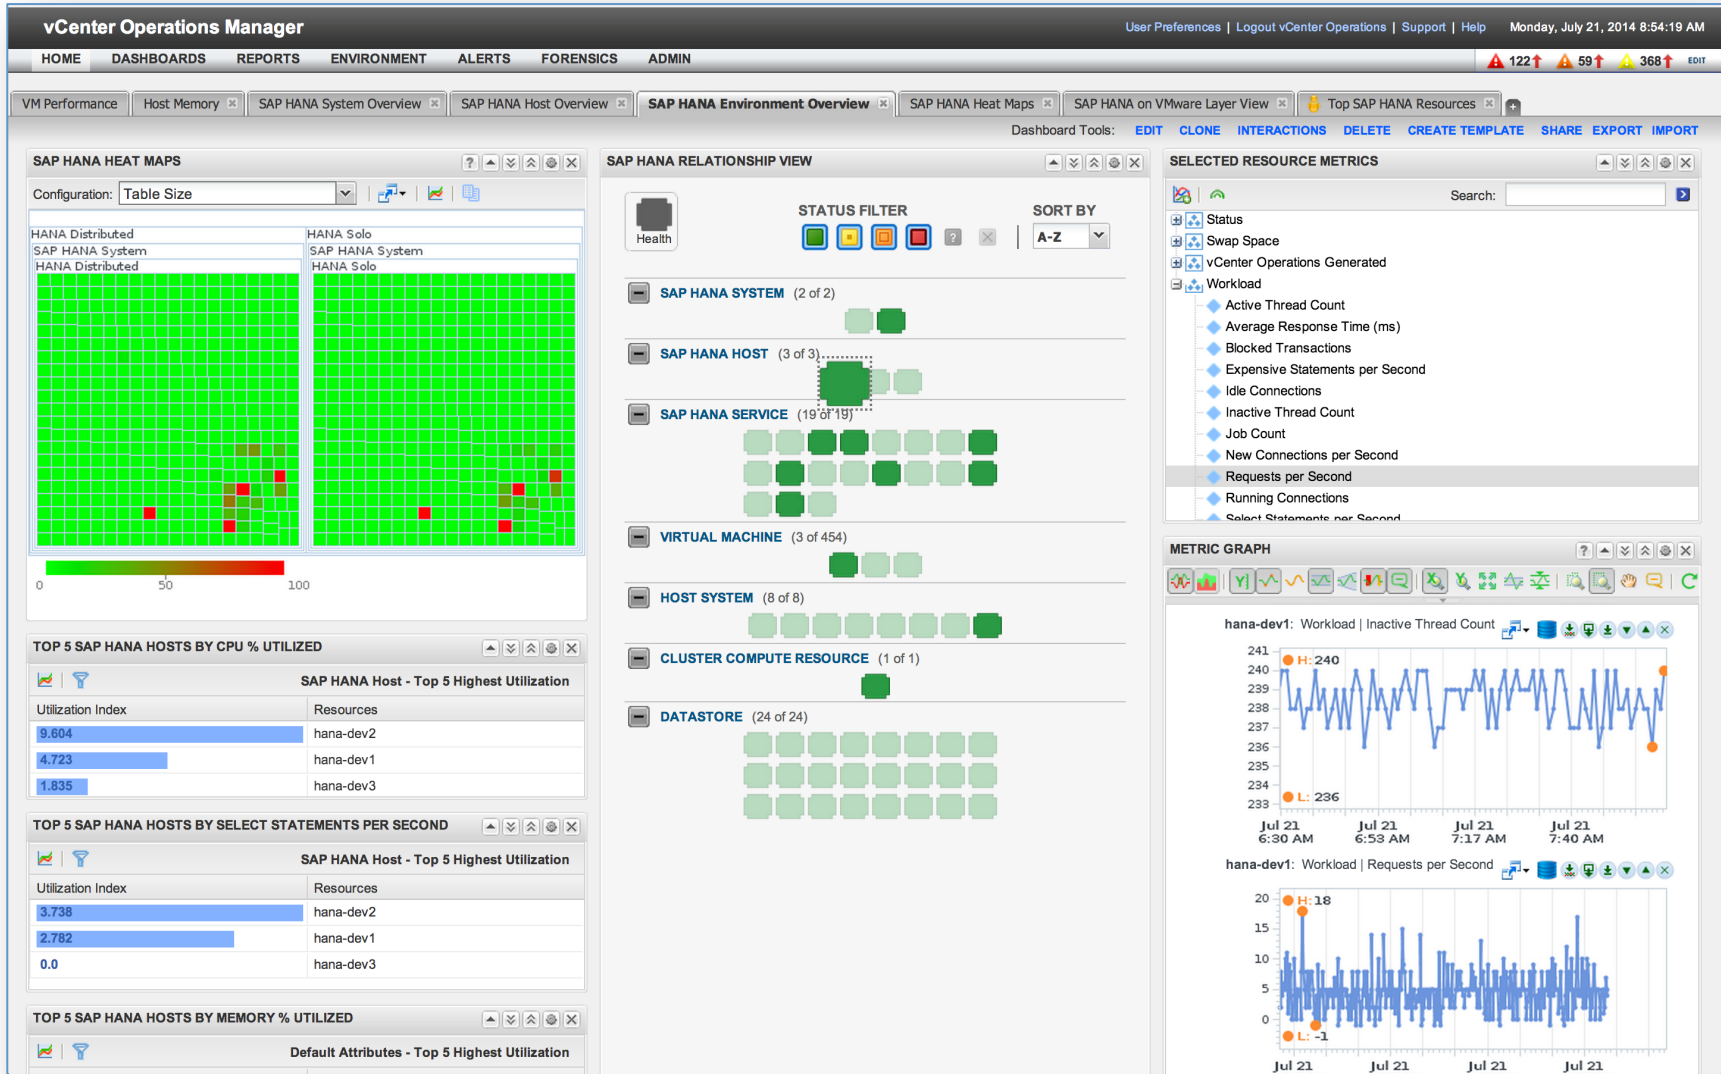 vCenter Operations Manager
User Preferences | Logout vCenter Operations | Support | Help Monday, July 21, 2014 8:54:19 AM
HOME DASHBOARDS REPORTS ENVIRONMENT ALERTS FORENSICS ADMIN
122 59 368 EDIT
VM Performance Host Memory SAP HANA System Overview SAP HANA Host Overview SAP HANA Environment Overview SAP HANA Heat Maps SAP HANA on VMware Layer View Top SAP HANA Resources
Dashboard Tools: EDIT CLONE INTERACTIONS DELETE CREATE TEMPLATE SHARE EXPORT IMPORT
SAP HANA HEAT MAPS
Configuration: Table Size
HANA Distributed HANA Solo
SAP HANA System SAP HANA System
HANA Distributed HANA Solo
0 50 100
TOP 5 SAP HANA HOSTS BY CPU % UTILIZED
SAP HANA Host - Top 5 Highest Utilization
Utilization Index Resources
9.604 hana-dev2
4.723 hana-dev1
1.835 hana-dev3
TOP 5 SAP HANA HOSTS BY SELECT STATEMENTS PER SECOND
SAP HANA Host - Top 5 Highest Utilization
Utilization Index Resources
3.738 hana-dev2
2.782 hana-dev1
0.0 hana-dev3
TOP 5 SAP HANA HOSTS BY MEMORY % UTILIZED
Default Attributes - Top 5 Highest Utilization
SAP HANA RELATIONSHIP VIEW
Health
STATUS FILTER
SORT BY
A-Z
SAP HANA SYSTEM (2 of 2)
SAP HANA HOST (3 of 3)
SAP HANA SERVICE (19 of 19)
VIRTUAL MACHINE (3 of 454)
HOST SYSTEM (8 of 8)
CLUSTER COMPUTE RESOURCE (1 of 1)
DATASTORE (24 of 24)
SELECTED RESOURCE METRICS
Search:
Status
Swap Space
vCenter Operations Generated
Workload
Active Thread Count
Average Response Time (ms)
Blocked Transactions
Expensive Statements per Second
Idle Connections
Inactive Thread Count
Job Count
New Connections per Second
Requests per Second
Running Connections
Select Statements per Second
METRIC GRAPH
hana-dev1: Workload | Inactive Thread Count
241
240
239
238
237
236
235
234
233
H: 240
L: 236
Jul 21 Jul 21 Jul 21 Jul 21
6:30 AM 6:53 AM 7:17 AM 7:40 AM
hana-dev1: Workload | Requests per Second
20
15
10
5
0
H: 18
L: -1
Jul 21 Jul 21 Jul 21 Jul 21